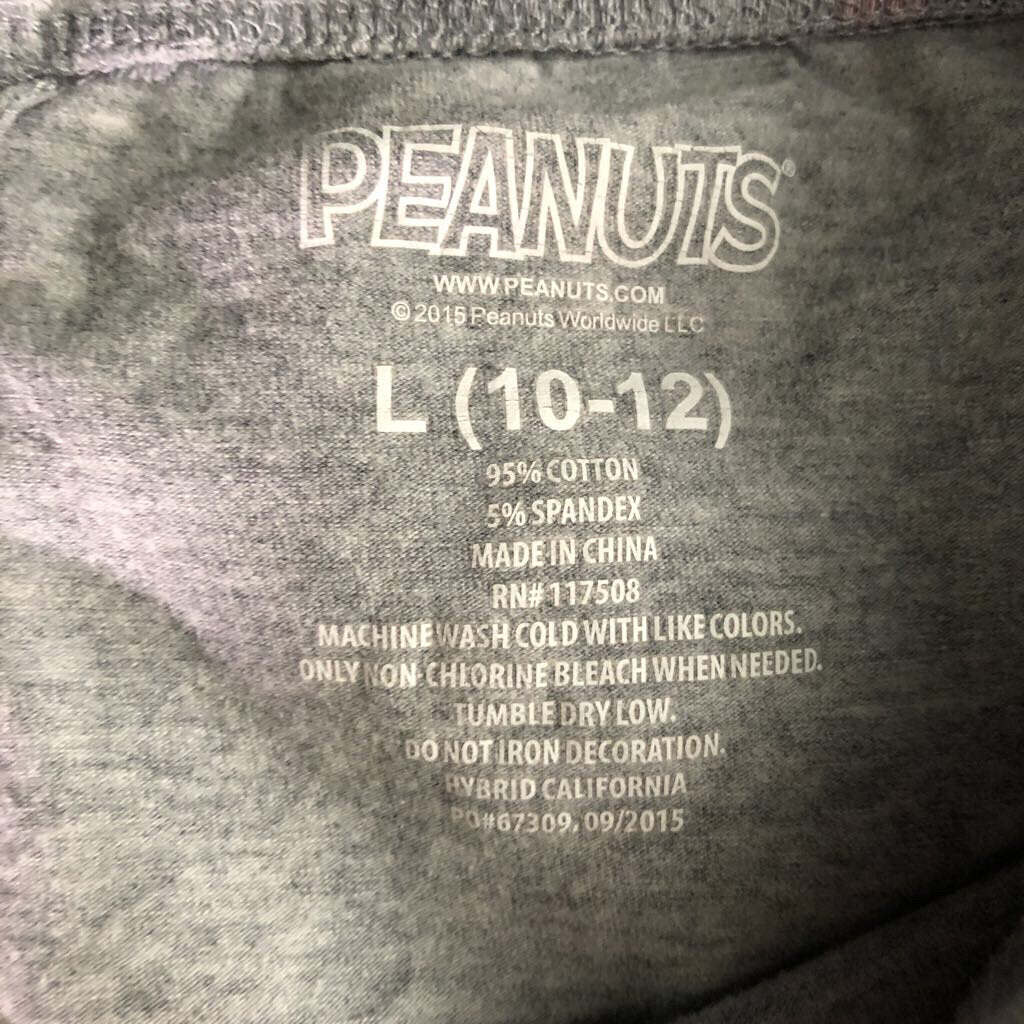 PEANUTS®
WWW.PEANUTS.COM
© 2015 Peanuts Worldwide LLC
L (10-12)
95% COTTON
5% SPANDEX
MADE IN CHINA
RN# 117508
MACHINE WASH COLD WITH LIKE COLORS.
ONLY NON-CHLORINE BLEACH WHEN NEEDED.
TUMBLE DRY LOW.
DO NOT IRON DECORATION.
HYBRID CALIFORNIA
PO#67309, 09/2015